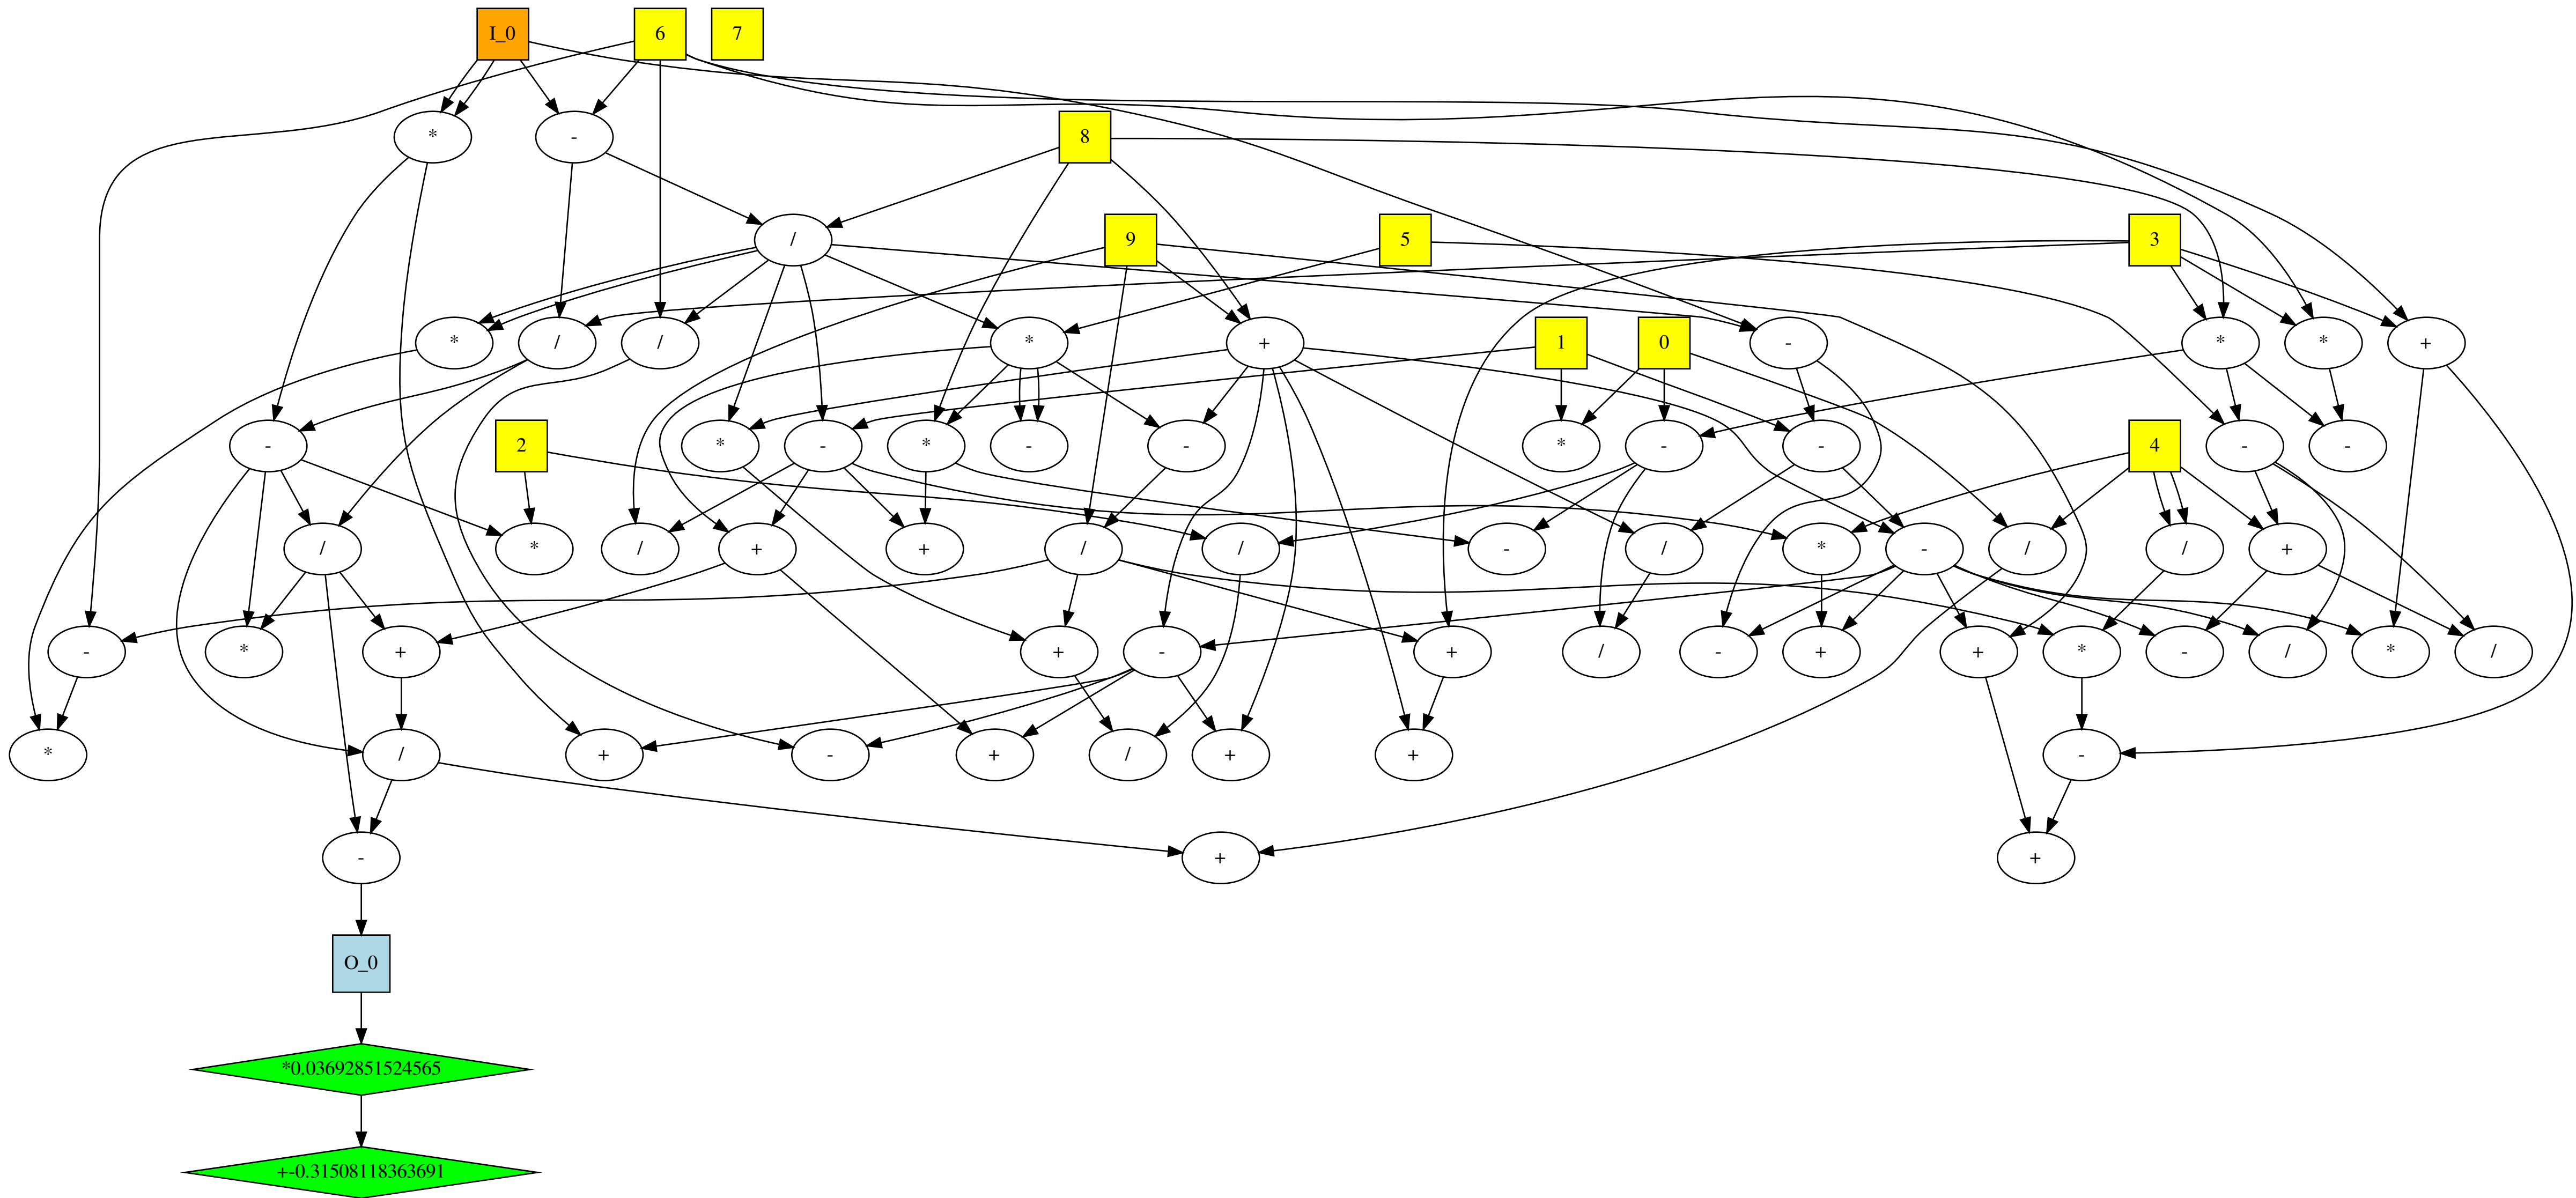 I_0 6 7
* - 8
/ 9 5 3
* / / * + 1 0 - * * +
- 2 * - * - * - - - 4 - -
/ * / + + / / - / * - / / +
- * + + - + / - + + * - / * /
* / + - + / + + -
- + +
O_0
*0.03692851524565
+-0.31508118363691